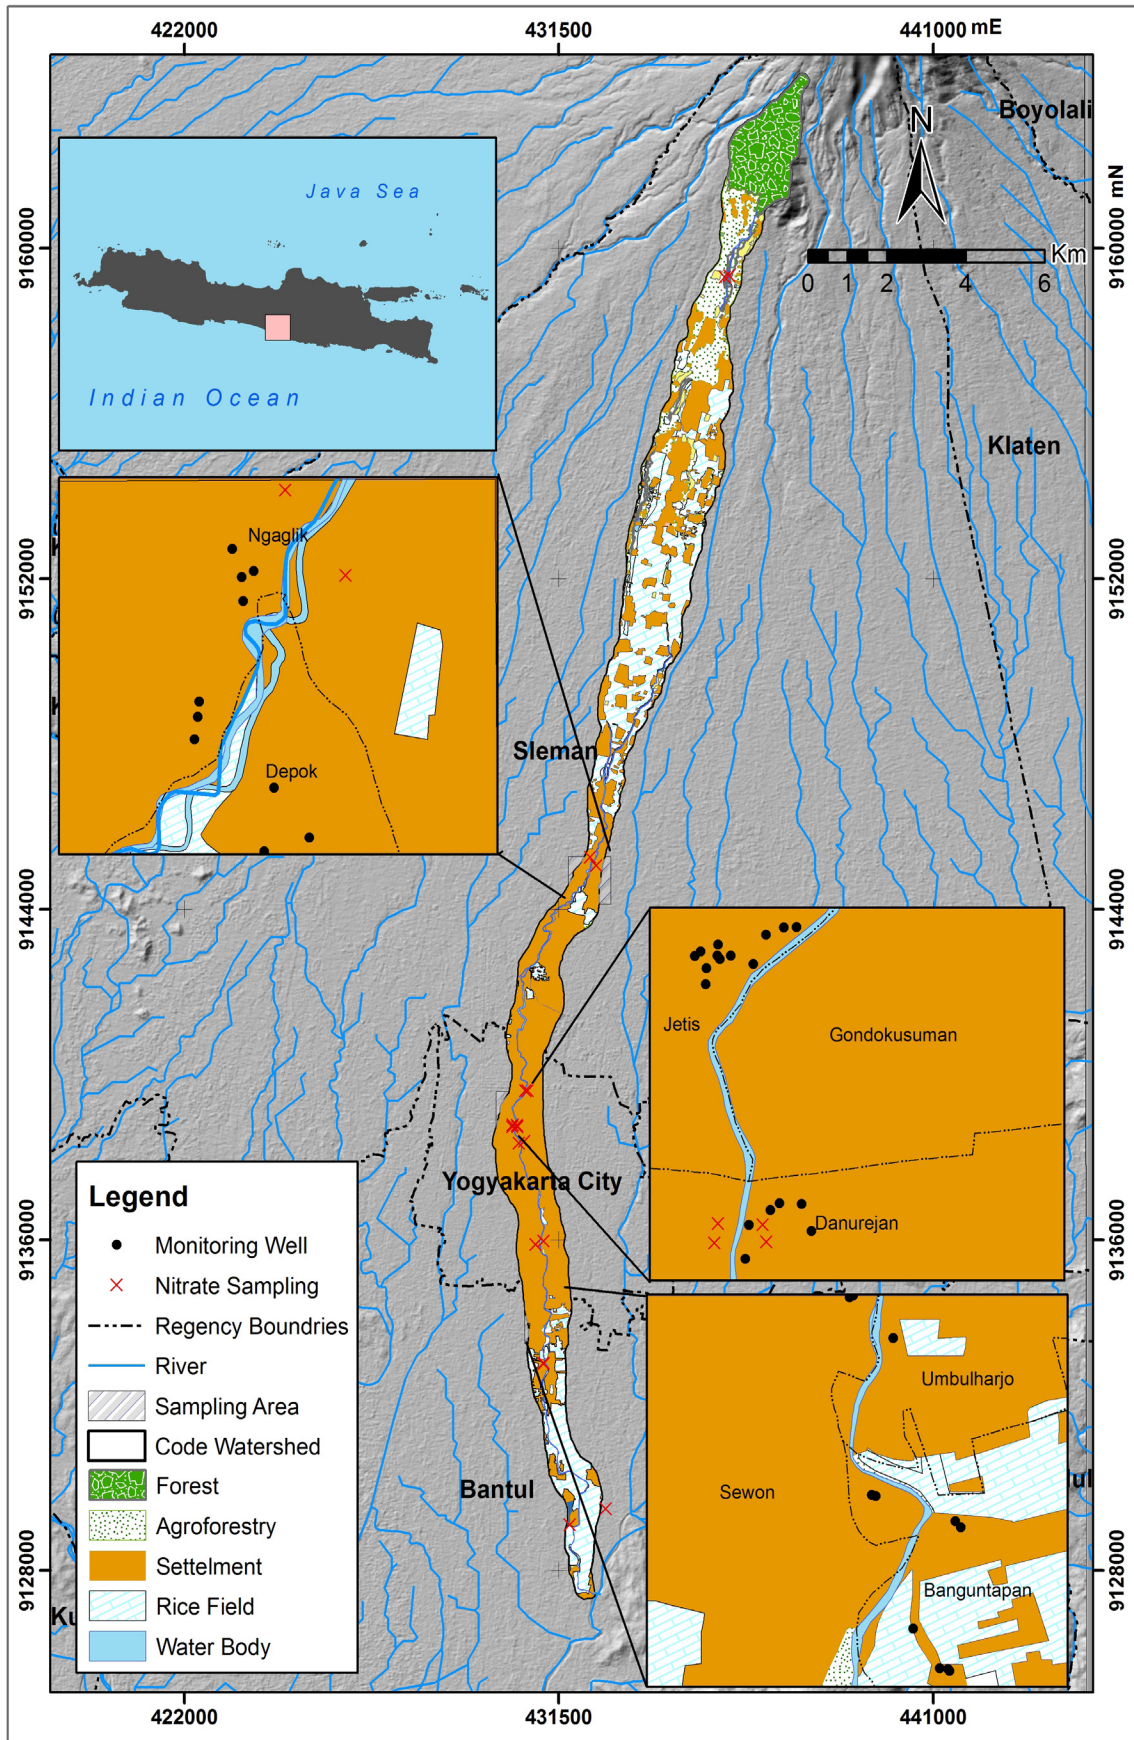 422000
431500
441000 mE
Boyolali
N
Java Sea
Indian Ocean
9160000
9160000 mN
Km
0 1 2 4 6
Klaten
Ngaglik
Depok
9152000
9152000
Sleman
9144000
9144000
Jetis
Gondokusuman
Danurejan
Yogyakarta City
9136000
9136000
Legend
Monitoring Well
Nitrate Sampling
Regency Boundries
River
Sampling Area
Code Watershed
Forest
Agroforestry
Settelment
Rice Field
Water Body
Umbulharjo
Sewon
Banguntapan
Bantul
ul
Ku
9128000
9128000
422000
431500
441000